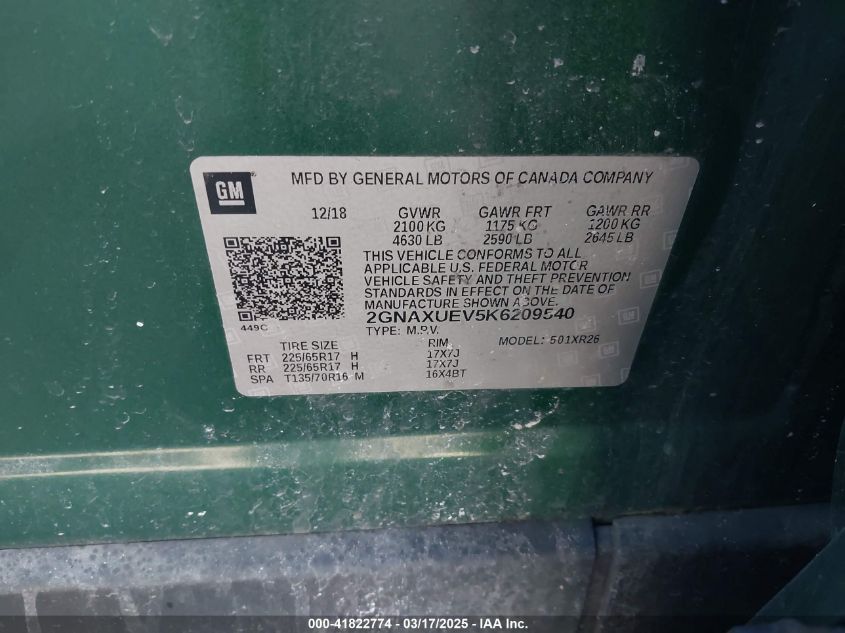 GM
MFD BY GENERAL MOTORS OF CANADA COMPANY
12/18 GVWR GAWR FRT GAWR RR
2100 KG 1175 KG 1200 KG
4630 LB 2590 LB 2645 LB
THIS VEHICLE CONFORMS TO ALL
APPLICABLE U.S. FEDERAL MOTOR
VEHICLE SAFETY AND THEFT PREVENTION
STANDARDS IN EFFECT ON THE DATE OF
MANUFACTURE SHOWN ABOVE.
2GNAXUEV5K6209540
449C
TYPE: M.P.V. MODEL: 501XR26
TIRE SIZE RIM
FRT 225/65R17 H 17X7J
RR 225/65R17 H 17X7J
SPA T135/70R16 M 16X4BT
000-41822774 - 03/17/2025 - IAA Inc.